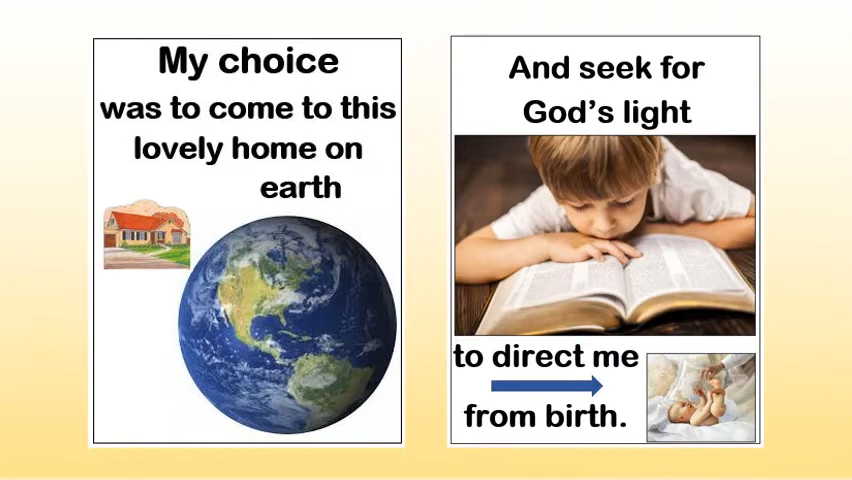 My choice
was to come to this
lovely home on
earth
And seek for
God's light
to direct me
from birth.